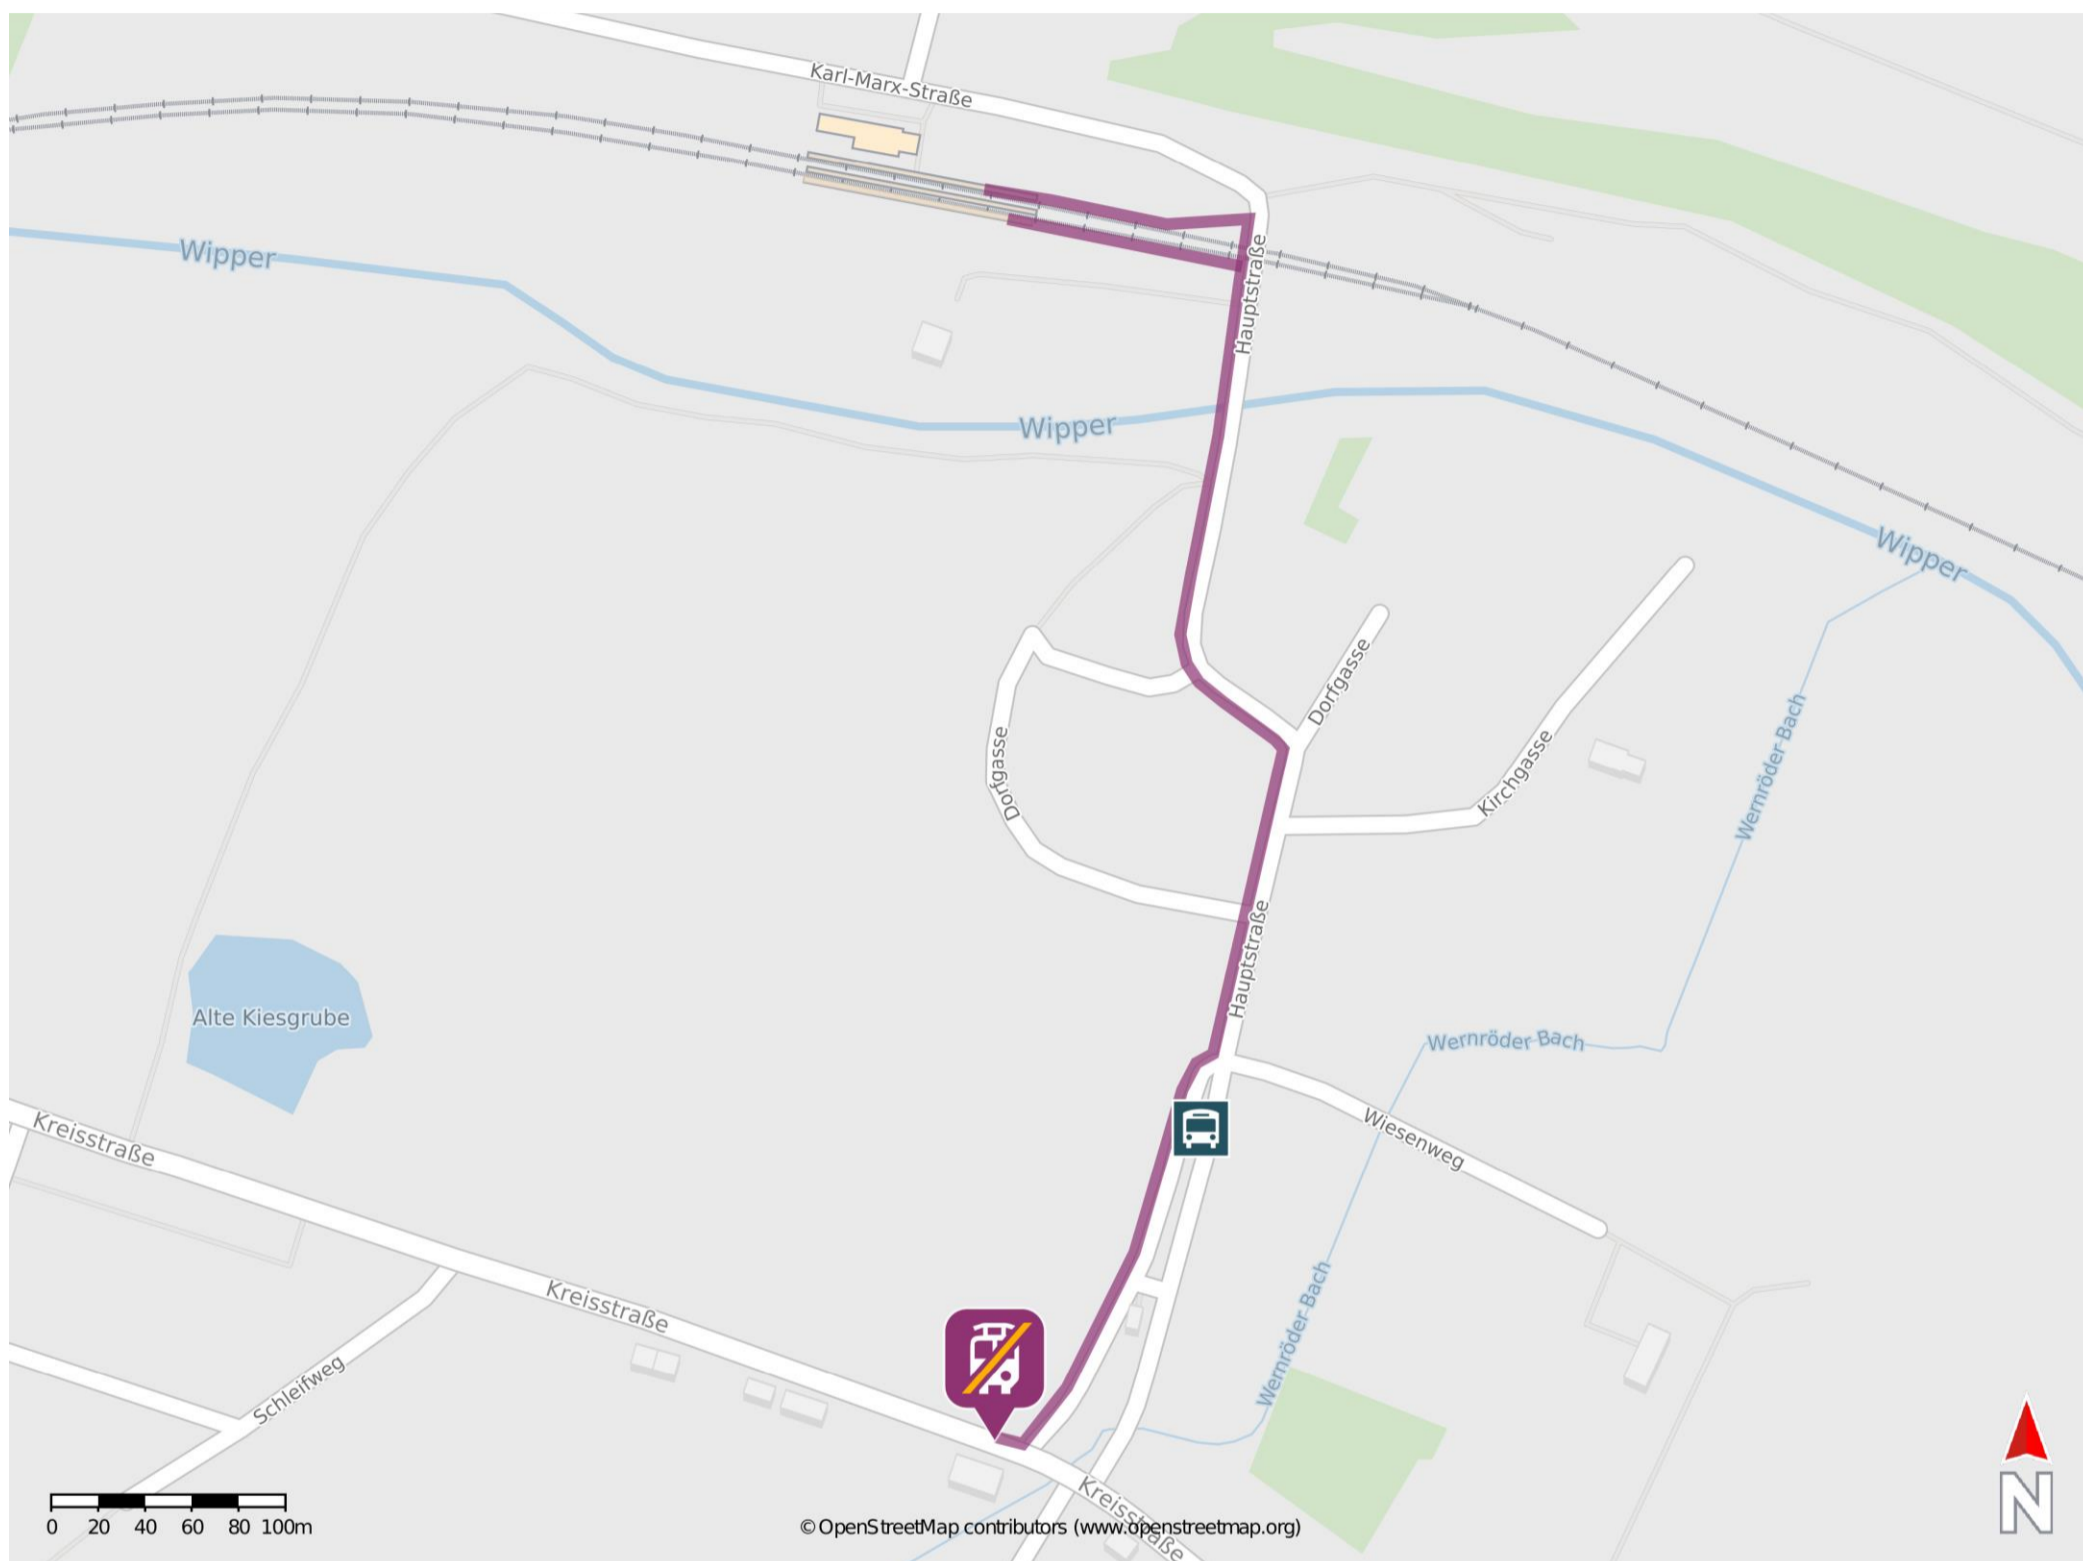 Karl-Marx-Straße
Wipper
Hauptstraße
Wipper
Wipper
Dorfgasse
Dorfgasse
Kirchgasse
Wernröder-Bach
Hauptstraße
Alte Kiesgrube
Wernröder-Bach
Kreisstraße
Wiesenweg
Kreisstraße
Wernröder-Bach
Schleifweg
Kreisstraße
0 20 40 60 80 100m
© OpenStreetMap contributors (www.openstreetmap.org)
N